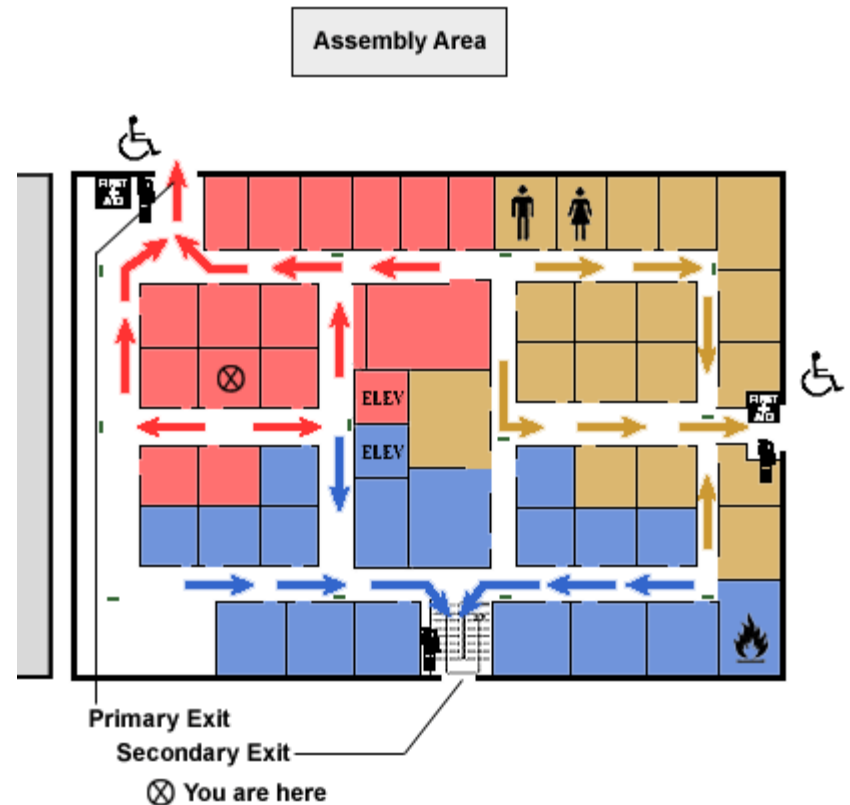 Assembly Area
FIRST
AID
FIRST
AID
ELEV
ELEV
Primary Exit
Secondary Exit
You are here